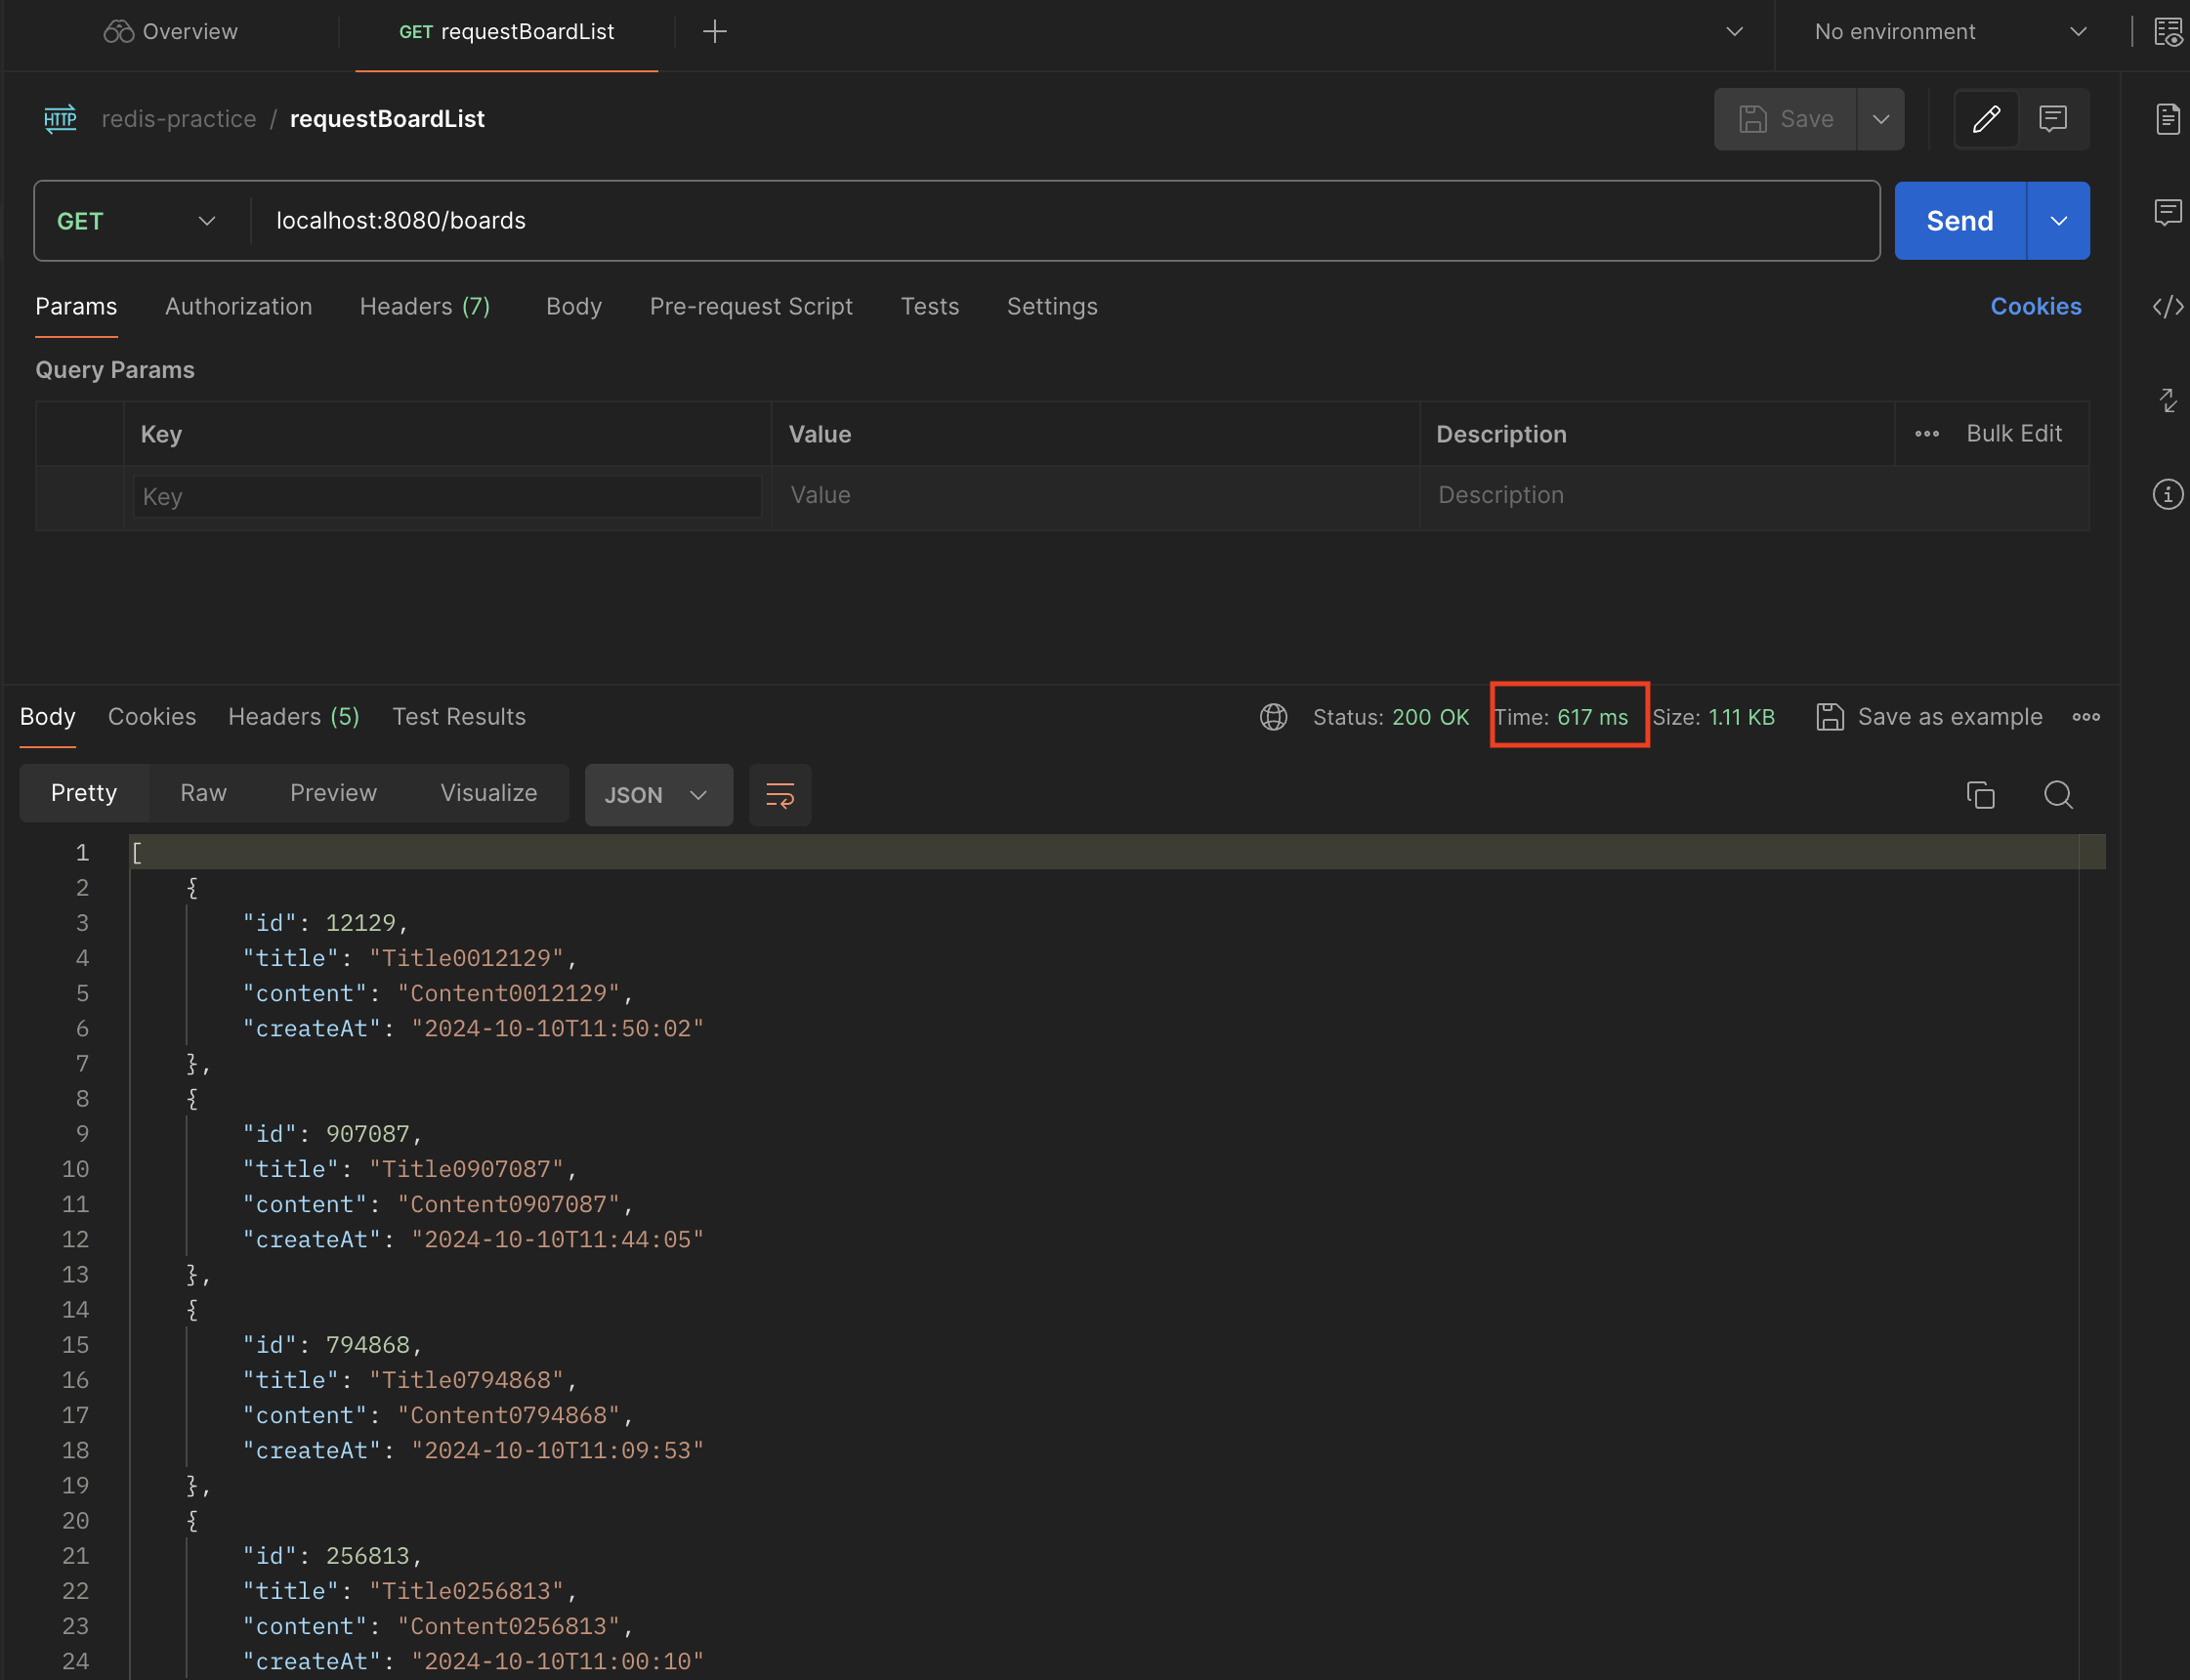 Overview
GET requestBoardList
No environment
HTTP redis-practice / requestBoardList
Save
GET localhost:8080/boards
Send
Params Authorization Headers (7) Body Pre-request Script Tests Settings Cookies
Query Params
Key Value Description Bulk Edit
Key Value Description
Body Cookies Headers (5) Test Results Status: 200 OK Time: 617 ms Size: 1.11 KB Save as example
Pretty Raw Preview Visualize JSON
1 [
2 {
3 "id": 12129,
4 "title": "Title0012129",
5 "content": "Content0012129",
6 "createAt": "2024-10-10T11:50:02"
7 },
8 {
9 "id": 907087,
10 "title": "Title0907087",
11 "content": "Content0907087",
12 "createAt": "2024-10-10T11:44:05"
13 },
14 {
15 "id": 794868,
16 "title": "Title0794868",
17 "content": "Content0794868",
18 "createAt": "2024-10-10T11:09:53"
19 },
20 {
21 "id": 256813,
22 "title": "Title0256813",
23 "content": "Content0256813",
24 "createAt": "2024-10-10T11:00:10"